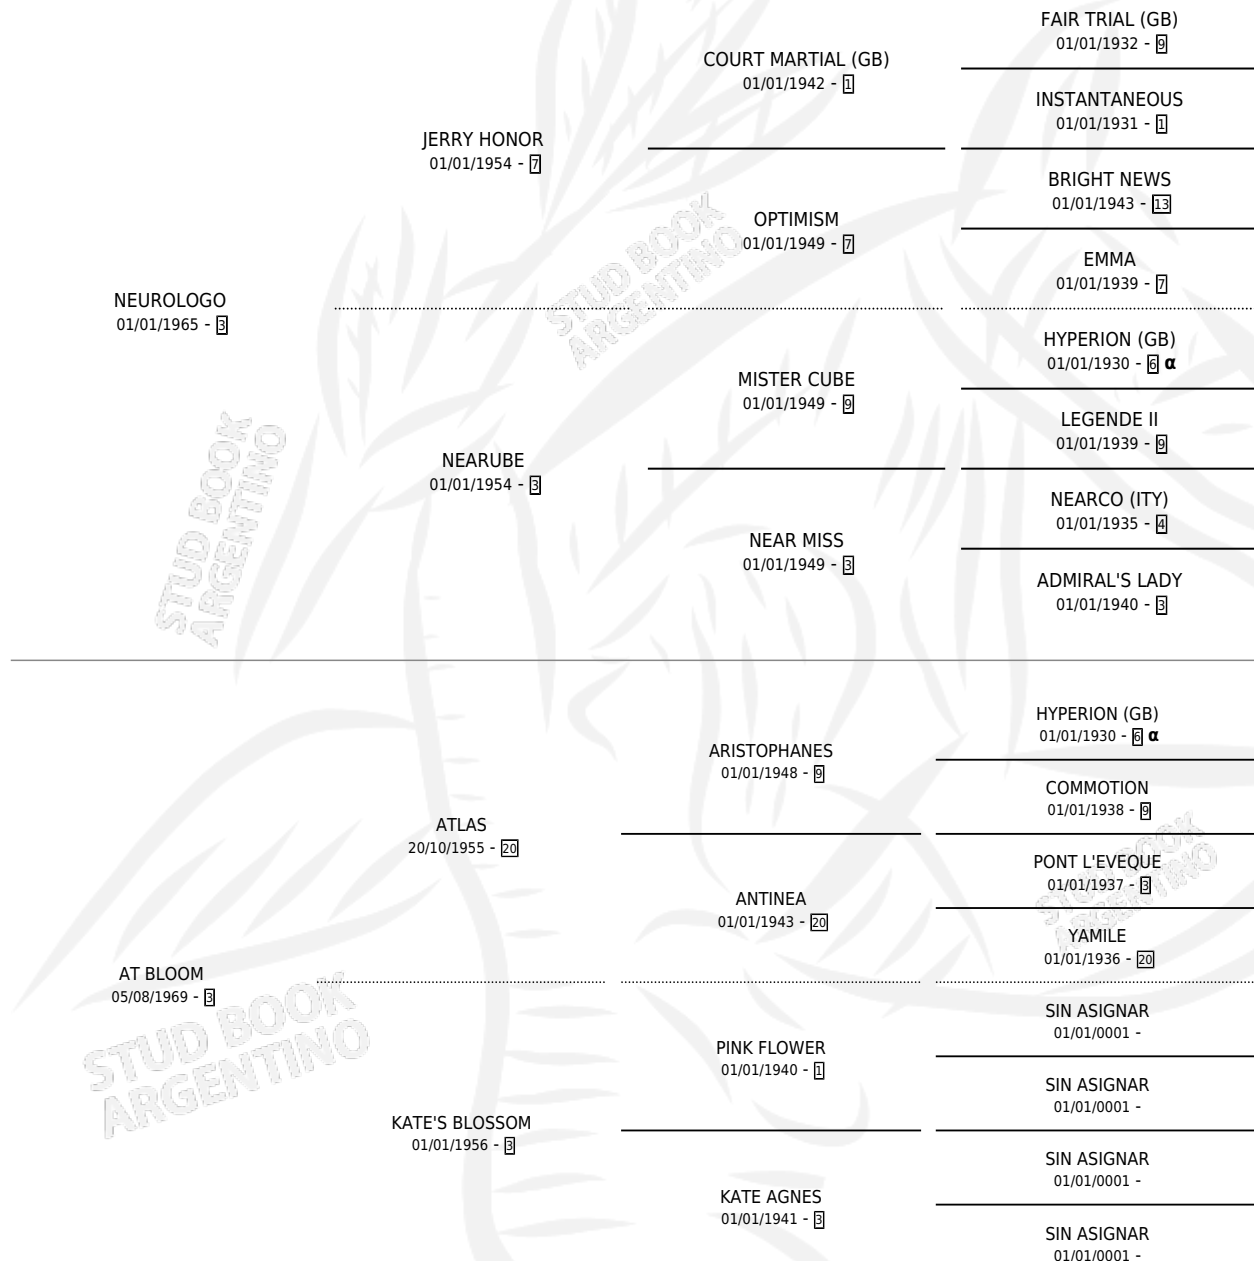 FAIR TRIAL (GB)
01/01/1932 - 9
COURT MARTIAL (GB)
01/01/1942 - 1
INSTANTANEOUS
01/01/1931 - 1
JERRY HONOR
01/01/1954 - 7
BRIGHT NEWS
01/01/1943 - 13
OPTIMISM
01/01/1949 - 7
EMMA
01/01/1939 - 7
NEUROLOGO
01/01/1965 - 3
HYPERION (GB)
01/01/1930 - 6 α
MISTER CUBE
01/01/1949 - 9
LEGENDE II
01/01/1939 - 9
NEARUBE
01/01/1954 - 3
NEARCO (ITY)
01/01/1935 - 4
NEAR MISS
01/01/1949 - 3
ADMIRAL'S LADY
01/01/1940 - 3
HYPERION (GB)
01/01/1930 - 6 α
ARISTOPHANES
01/01/1948 - 9
COMMOTION
01/01/1938 - 9
ATLAS
20/10/1955 - 20
PONT L'EVEQUE
01/01/1937 - 3
ANTINEA
01/01/1943 - 20
YAMILE
01/01/1936 - 20
AT BLOOM
05/08/1969 - 3
SIN ASIGNAR
01/01/0001 -
PINK FLOWER
01/01/1940 - 1
SIN ASIGNAR
01/01/0001 -
KATE'S BLOSSOM
01/01/1956 - 3
SIN ASIGNAR
01/01/0001 -
KATE AGNES
01/01/1941 - 3
SIN ASIGNAR
01/01/0001 -
STUD BOOK
ARGENTINO
STUD BOOK
ARGENTINO
STUD BOOK
ARGENTINO
STUD BOOK
ARGENTINO